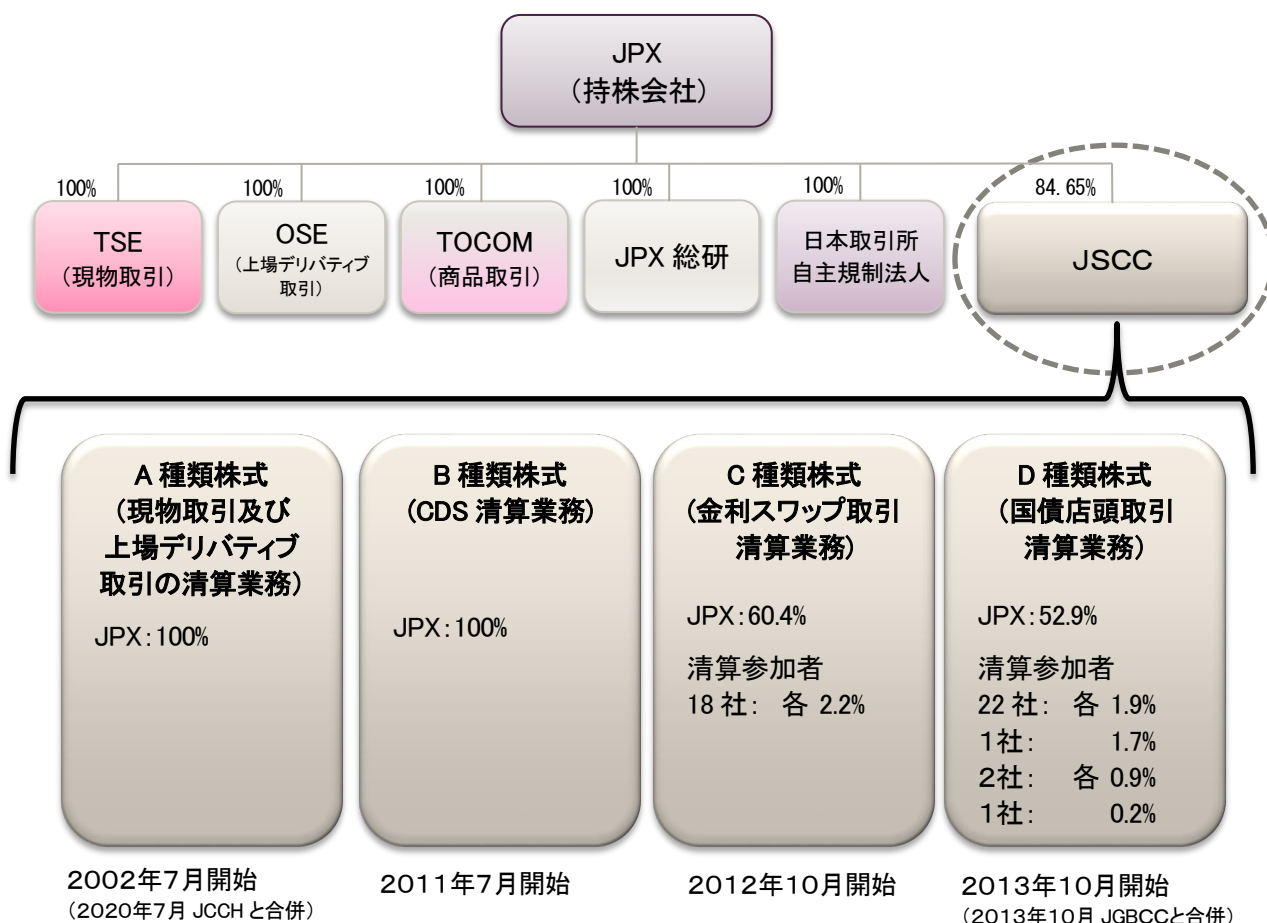 JPX
（持株会社）
100%
100%
100%
100%
100%
84.65%
TSE
（現物取引）
OSE
（上場デリバティブ
取引）
TOCOM
（商品取引）
JPX 総研
日本取引所
自主規制法人
JSCC
A 種類株式
（現物取引及び
上場デリバティブ
取引の清算業務）
JPX：100%
B 種類株式
（CDS 清算業務）
JPX：100%
C 種類株式
（金利スワップ取引
清算業務）
JPX：60.4%
清算参加者
18 社： 各 2.2%
D 種類株式
（国債店頭取引
清算業務）
JPX：52.9%
清算参加者
22 社： 各 1.9%
1社： 1.7%
２社： 各 0.9%
1社： 0.2%
２００２年７月開始
（2020年7月 JCCH と合併）
２０１１年７月開始
２０１２年１０月開始
２０１３年１０月開始
（2013年10月 JGBCCと合併）